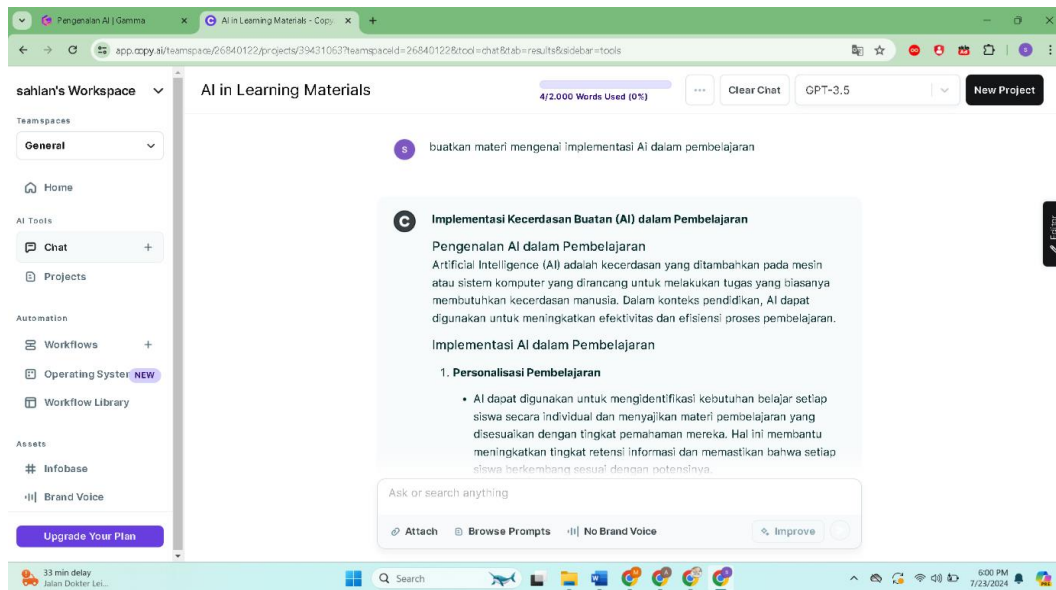 Pengenalan AI | Gamma
AI in Learning Materials - Copy.
app.copy.ai/teamspace/26840122/projects/39431063?teamspaceId=26840122&tool=chat&tab=results&sidebar=tools
sahlan's Workspace
AI in Learning Materials
4/2.000 Words Used (0%)
Clear Chat
GPT-3.5
New Project
Teamspaces
General
Home
AI Tools
Chat
Projects
Automation
Workflows
Operating System NEW
Workflow Library
Assets
Infobase
Brand Voice
Upgrade Your Plan
S
buatkan materi mengenai implementasi Ai dalam pembelajaran
Implementasi Kecerdasan Buatan (AI) dalam Pembelajaran
Pengenalan AI dalam Pembelajaran
Artificial Intelligence (AI) adalah kecerdasan yang ditambahkan pada mesin
atau sistem komputer yang dirancang untuk melakukan tugas yang biasanya
membutuhkan kecerdasan manusia. Dalam konteks pendidikan, AI dapat
digunakan untuk meningkatkan efektivitas dan efisiensi proses pembelajaran.
Implementasi AI dalam Pembelajaran
1. Personalisasi Pembelajaran
• AI dapat digunakan untuk mengidentifikasi kebutuhan belajar setiap
siswa secara individual dan menyajikan materi pembelajaran yang
disesuaikan dengan tingkat pemahaman mereka. Hal ini membantu
meningkatkan tingkat retensi informasi dan memastikan bahwa setiap
siswa berkembang sesuai dengan potensinya.
Editor
Ask or search anything
Attach
Browse Prompts
No Brand Voice
Improve
33 min delay
Jalan Dokter Lei...
Search
6:00 PM
7/23/2024